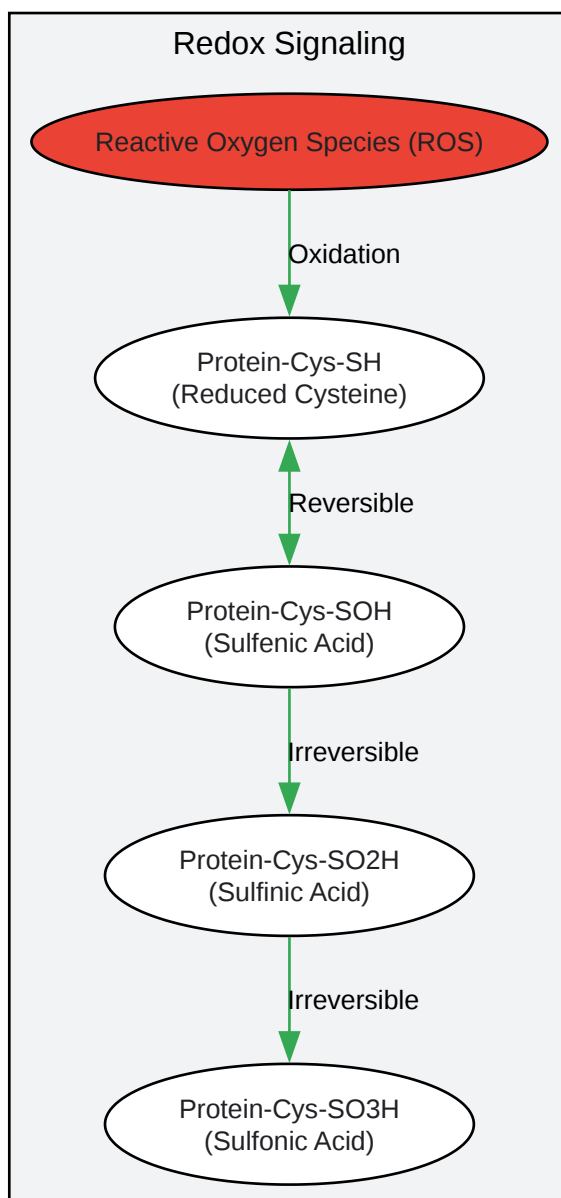 Redox Signaling
Reactive Oxygen Species (ROS)
Oxidation
Protein-Cys-SH
(Reduced Cysteine)
Reversible
Protein-Cys-SOH
(Sulfenic Acid)
Irreversible
Protein-Cys-SO2H
(Sulfinic Acid)
Irreversible
Protein-Cys-SO3H
(Sulfonic Acid)